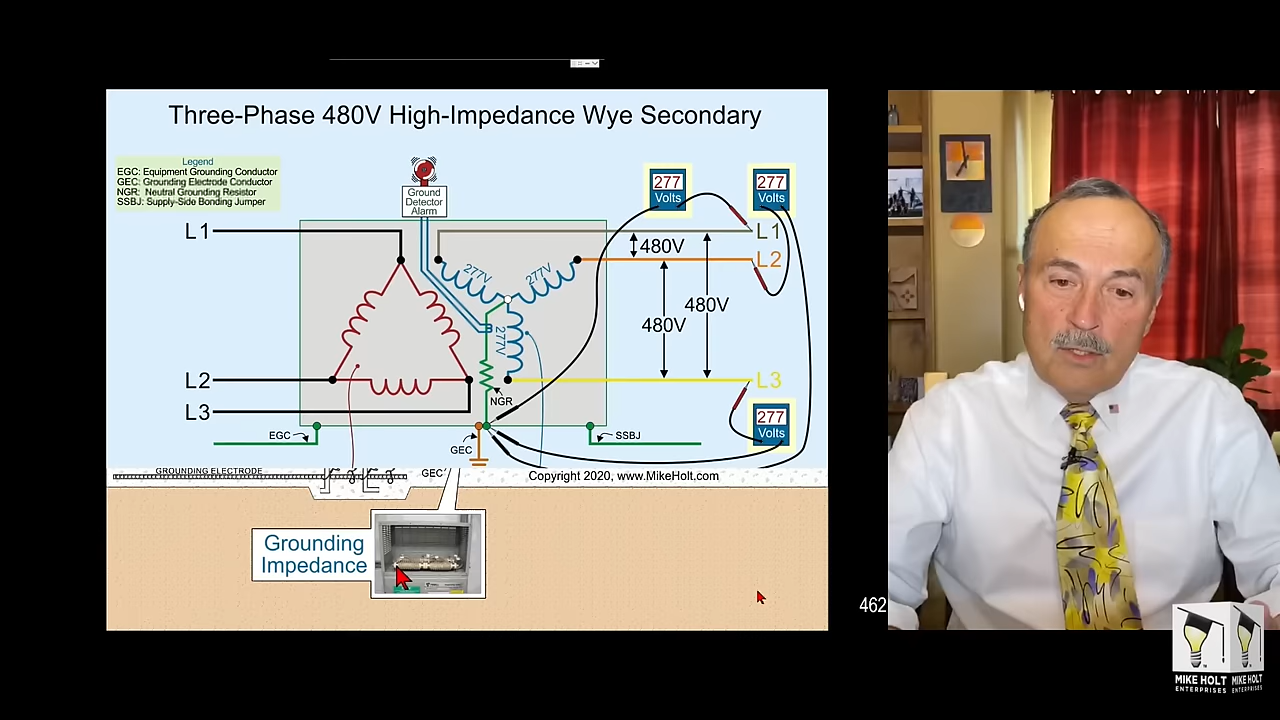 Three-Phase 480V High-Impedance Wye Secondary
Legend
EGC: Equipment Grounding Conductor
GEC: Grounding Electrode Conductor
NGR: Neutral Grounding Resistor
SSBJ: Supply-Side Bonding Jumper
Ground
Detector
Alarm
277
Volts
277
Volts
L1
L1
480V
L2
277V
277V
480V
480V
277V
L2
L3
NGR
L3
277
Volts
EGC
GEC
SSBJ
GROUNDING ELECTRODE
GEC
Copyright 2020, www.MikeHolt.com
Grounding
Impedance
462
MIKE HOLT
ENTERPRISES
MIKE HOLT
ENTERPRISES